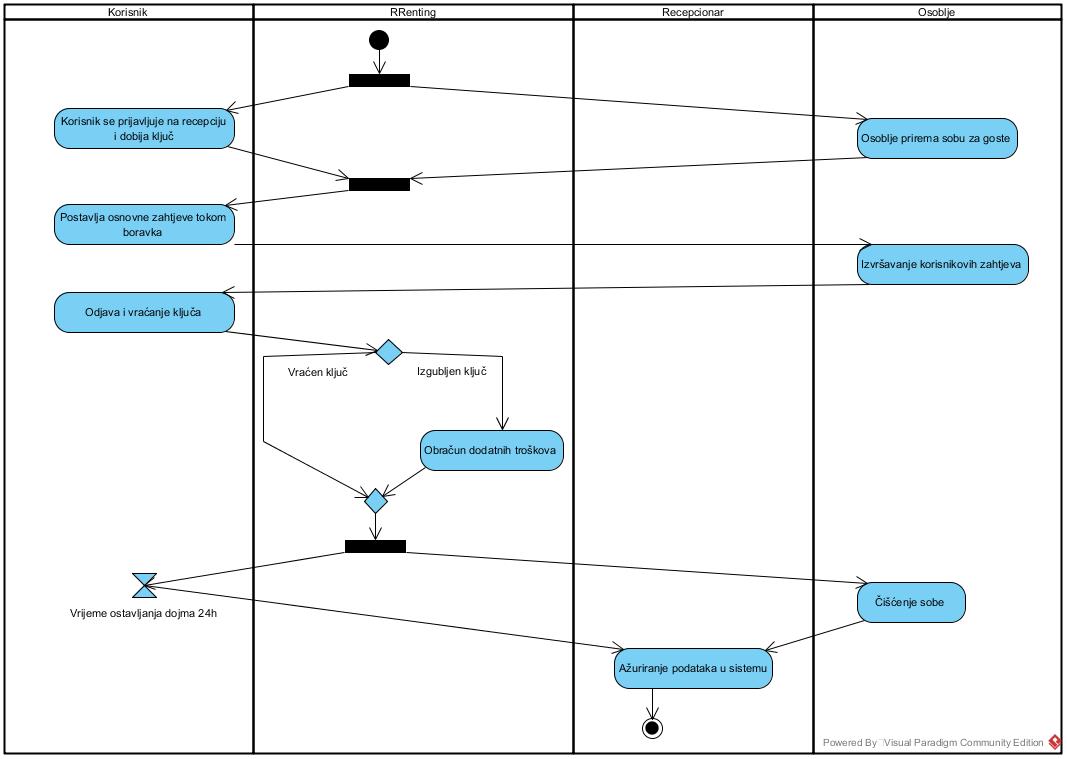 Korisnik
RRenting
Recepcionar
Osoblje
Korisnik se prijavljuje na recepciju
i dobija ključ
Osoblje prirema sobu za goste
Postavlja osnovne zahtjeve tokom
boravka
Izvršavanje korisnikovih zahtjeva
Odjava i vraćanje ključa
Vraćen ključ
Izgubljen ključ
Obračun dodatnih troškova
Vrijeme ostavljanja dojma 24h
Čišćenje sobe
Ažuriranje podataka u sistemu
Powered By Visual Paradigm Community Edition